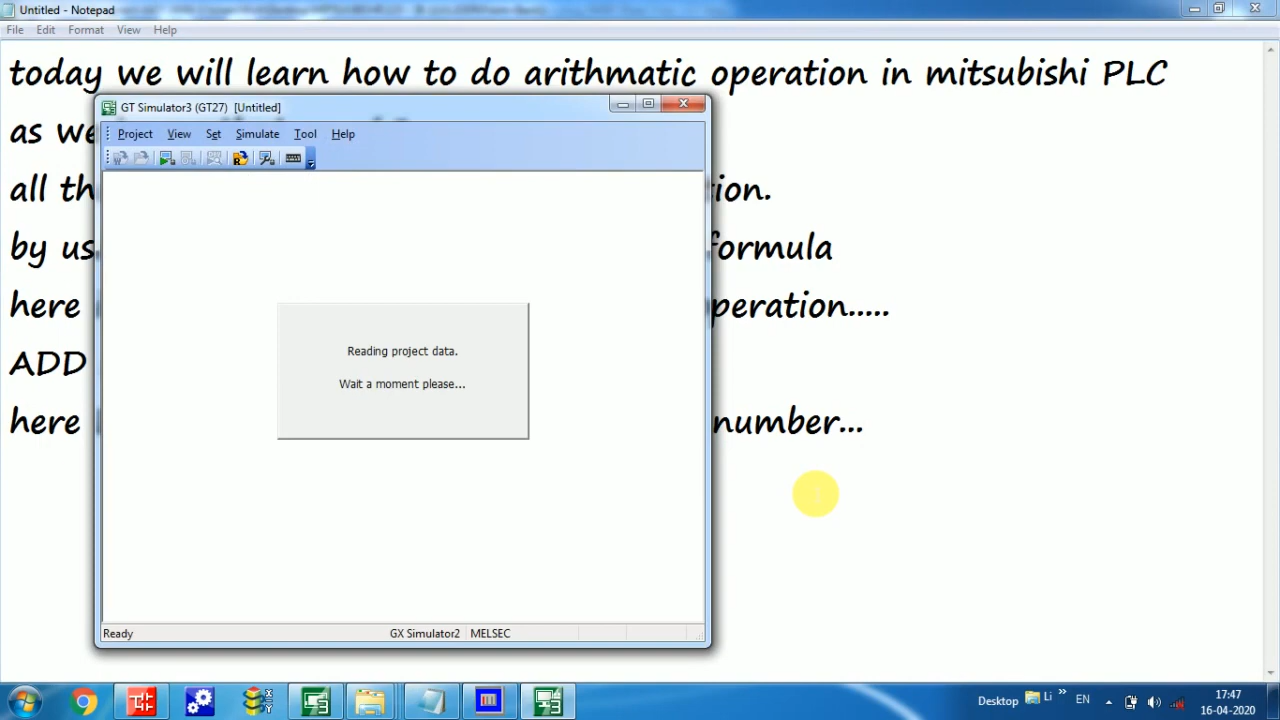 Untitled - Notepad
File Edit Format View Help
today we will learn how to do arithmatic operation in mitsubishi PLC
as we
all th ion.
by us formula
here peration.....
ADD
here number...
GT Simulator3 (GT27) [Untitled]
Project View Set Simulate Tool Help
Reading project data.
Wait a moment please...
Ready GX Simulator2 MELSEC
Desktop Li » EN 17:47
16-04-2020